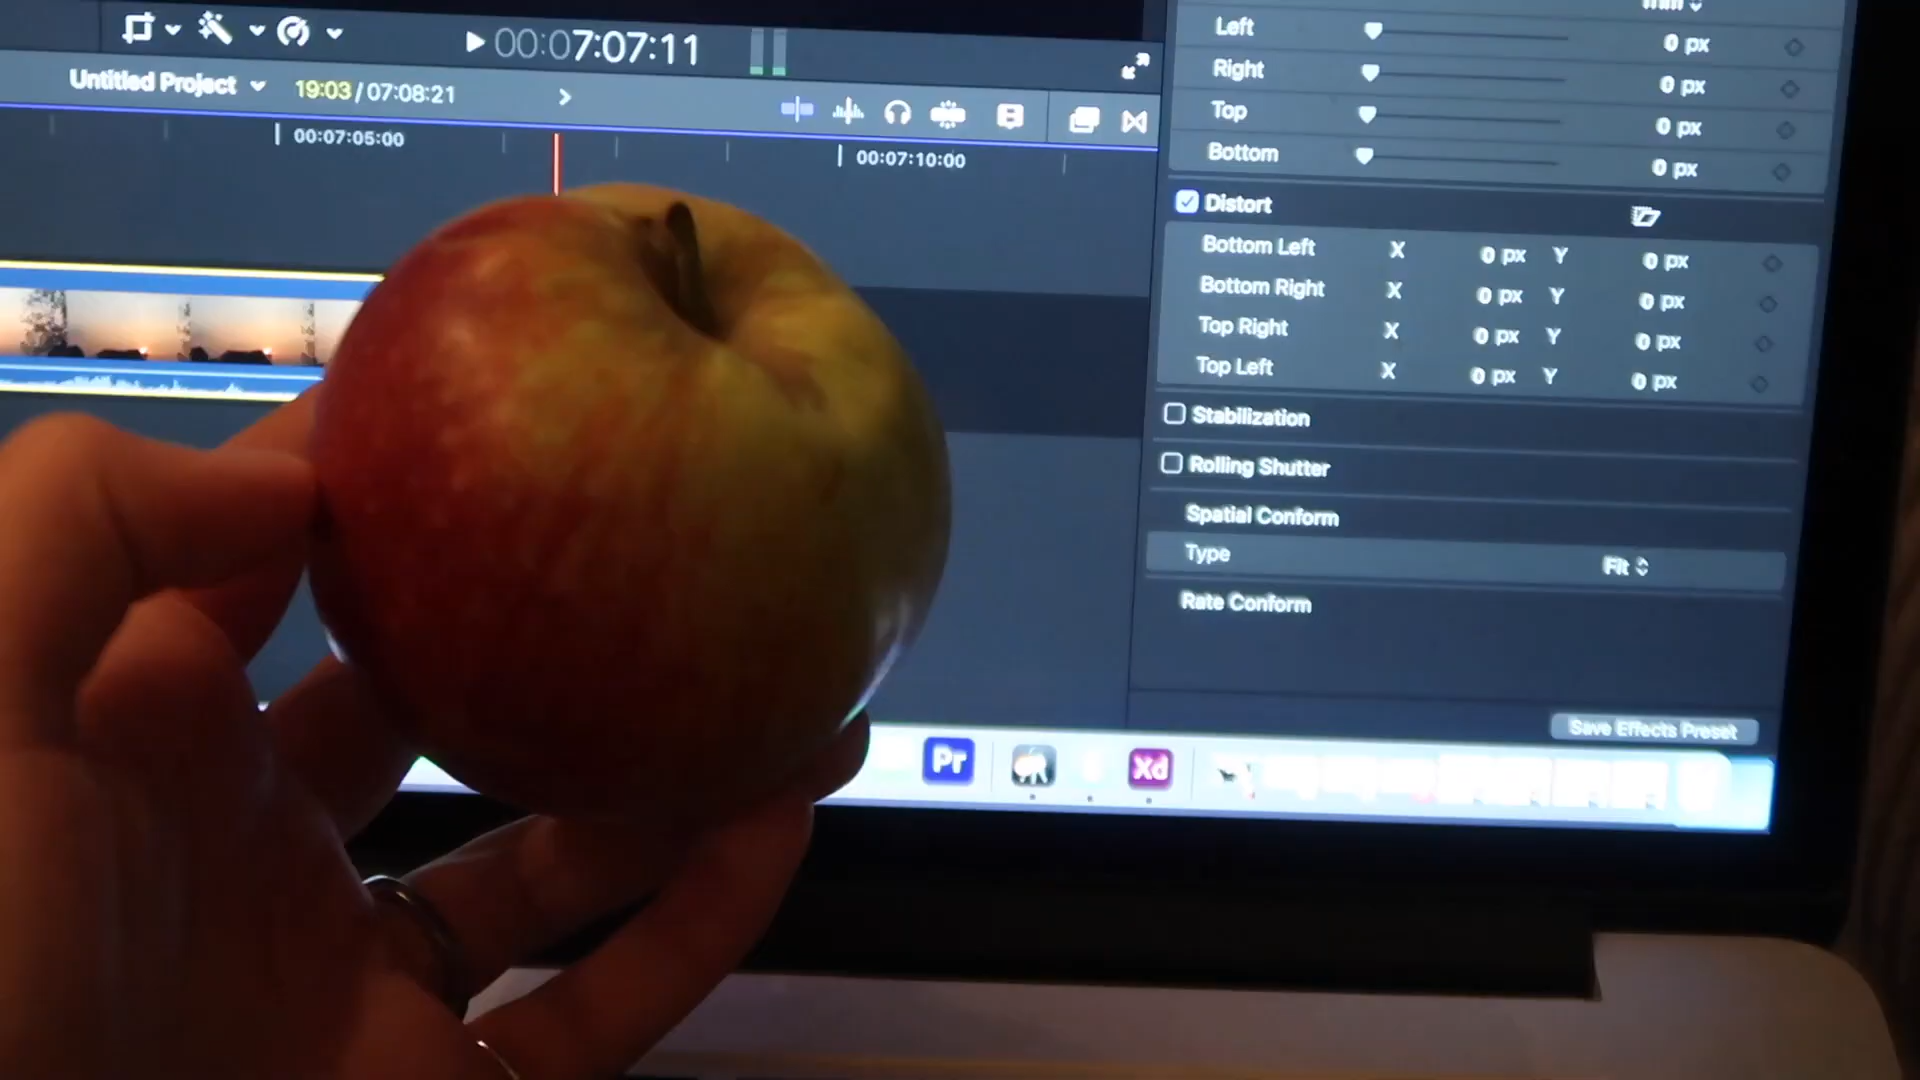 00:07:07:11
Untitled Project
19:03 / 07:08:21
00:07:05:00
00:07:10:00
Left 0 px
Right 0 px
Top 0 px
Bottom 0 px
Distort
Bottom Left X 0 px Y 0 px
Bottom Right X 0 px Y 0 px
Top Right X 0 px Y 0 px
Top Left X 0 px Y 0 px
Stabilization
Rolling Shutter
Spatial Conform
Type Fit
Rate Conform
Save Effects Preset
Pr
Xd